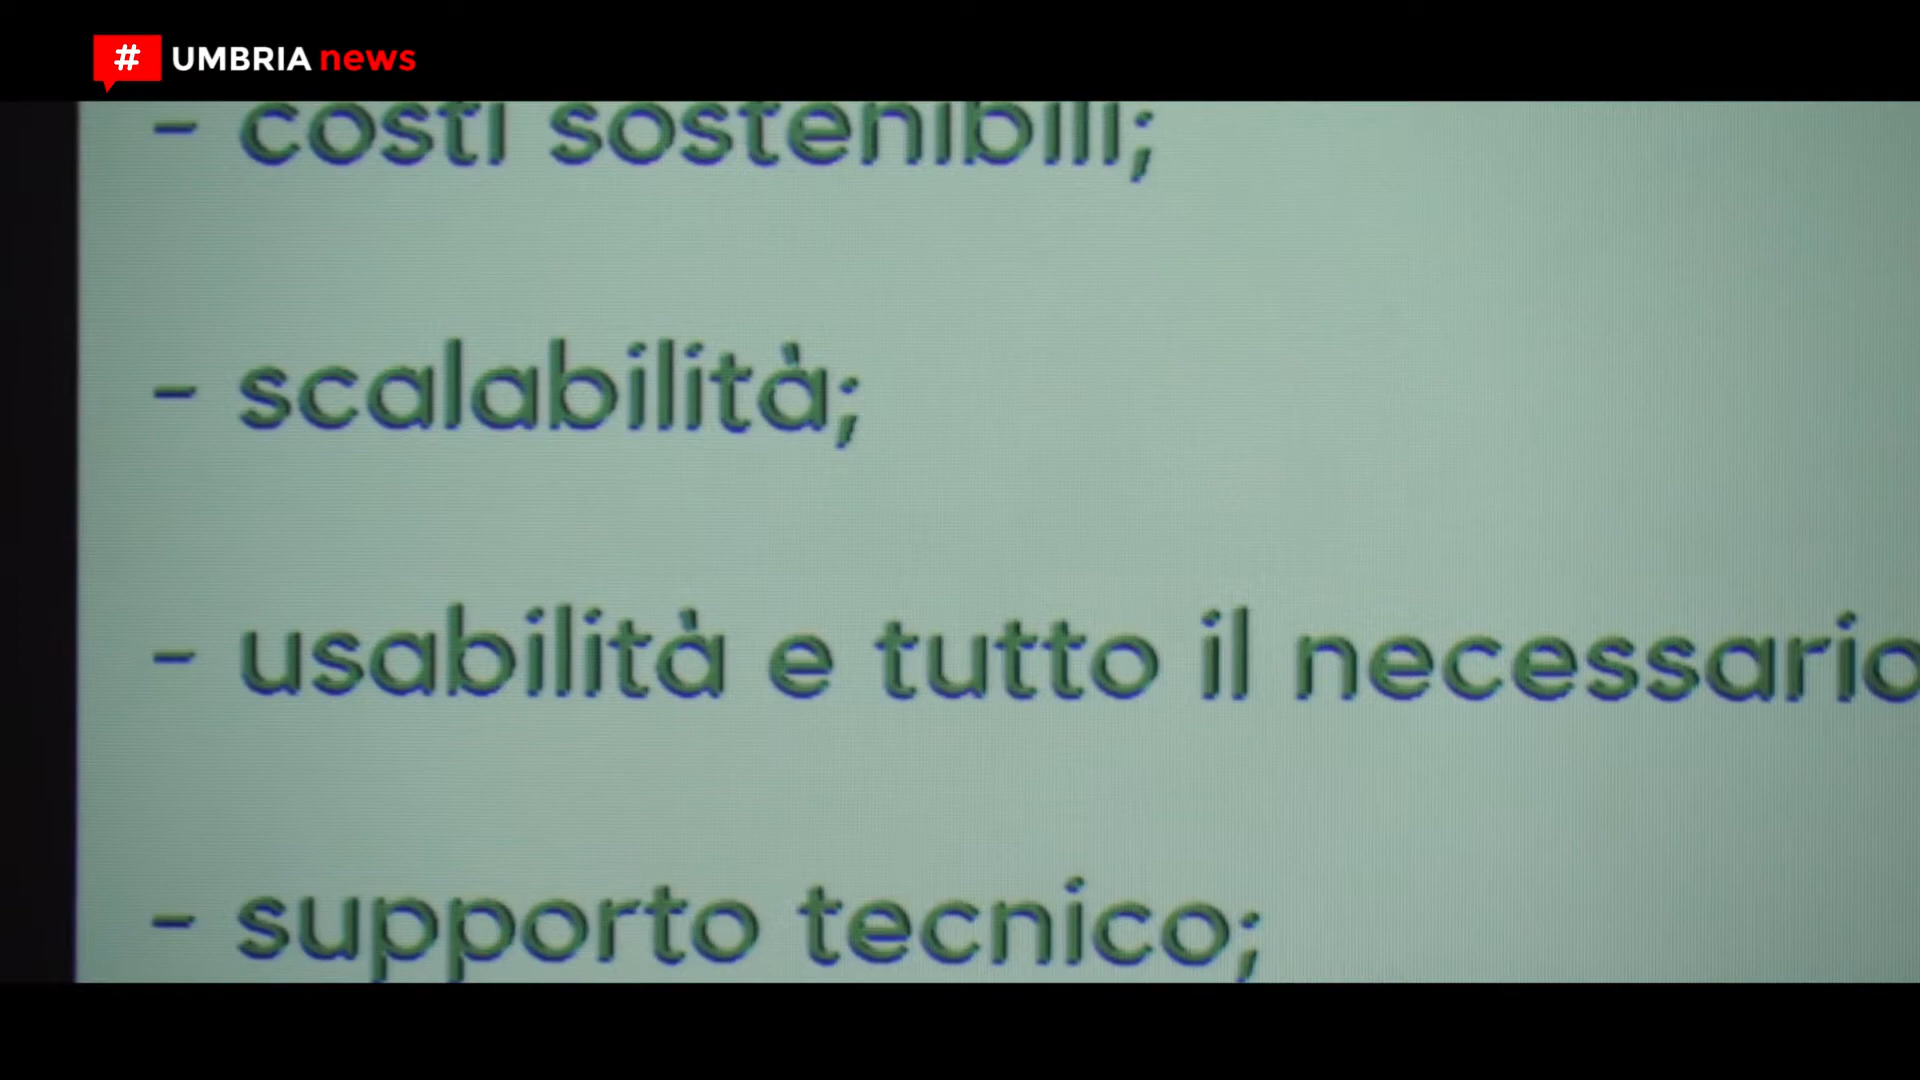 # UMBRIA news
- costi sostenibili;
- scalabilità;
- usabilità e tutto il necessario
- supporto tecnico;